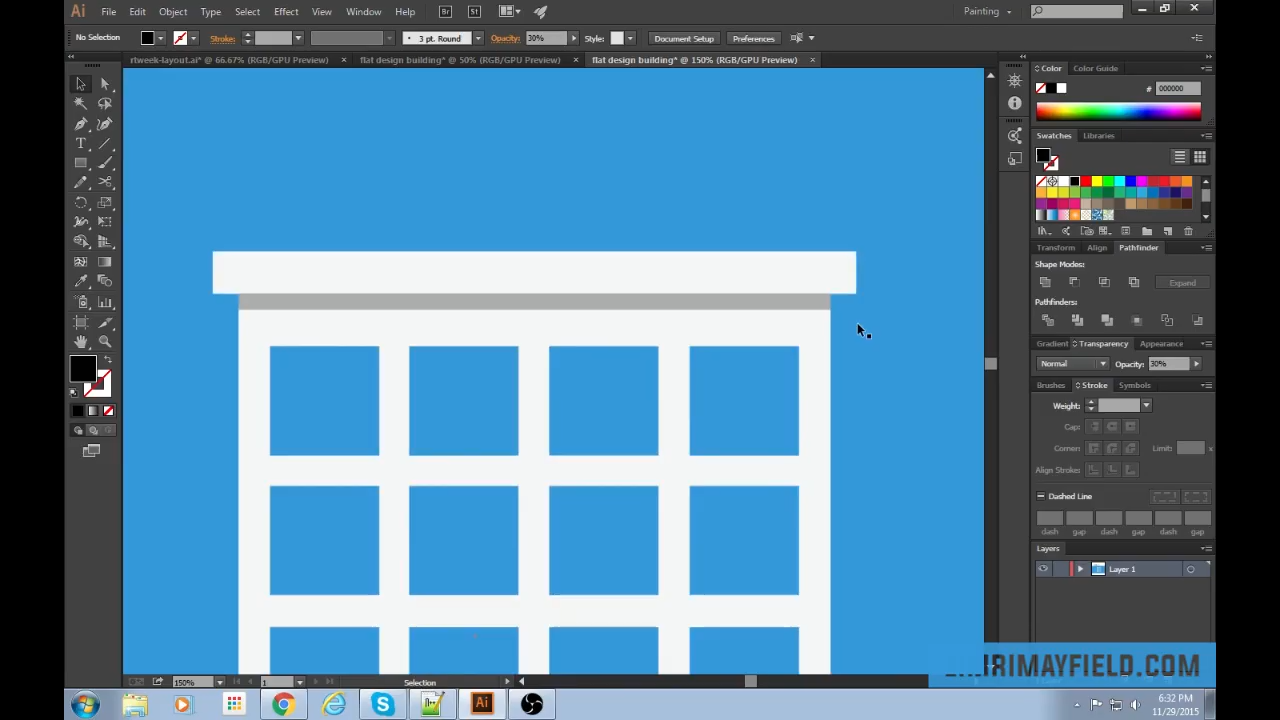 Ai File Edit Object Type Select Effect View Window Help Br St Painting
No Selection Stroke: 3 pt. Round Opacity: 30% Style: Document Setup Preferences
rtweek-layout.ai* @ 66.67% (RGB/GPU Preview) × flat design building* @ 50% (RGB/GPU Preview) × flat design building* @ 150% (RGB/GPU Preview) ×
Color Color Guide
# 000000
Swatches Libraries
Transform Align Pathfinder
Shape Modes:
Expand
Pathfinders:
Gradient Transparency Appearance
Normal Opacity: 30%
Brushes Stroke Symbols
Weight:
Cap:
Corner: Limit: x
Align Stroke:
Dashed Line
dash gap dash gap dash gap
Layers
Layer 1
IRIMAYFIELD.COM
150% 1 Selection
6:32 PM
11/29/2015